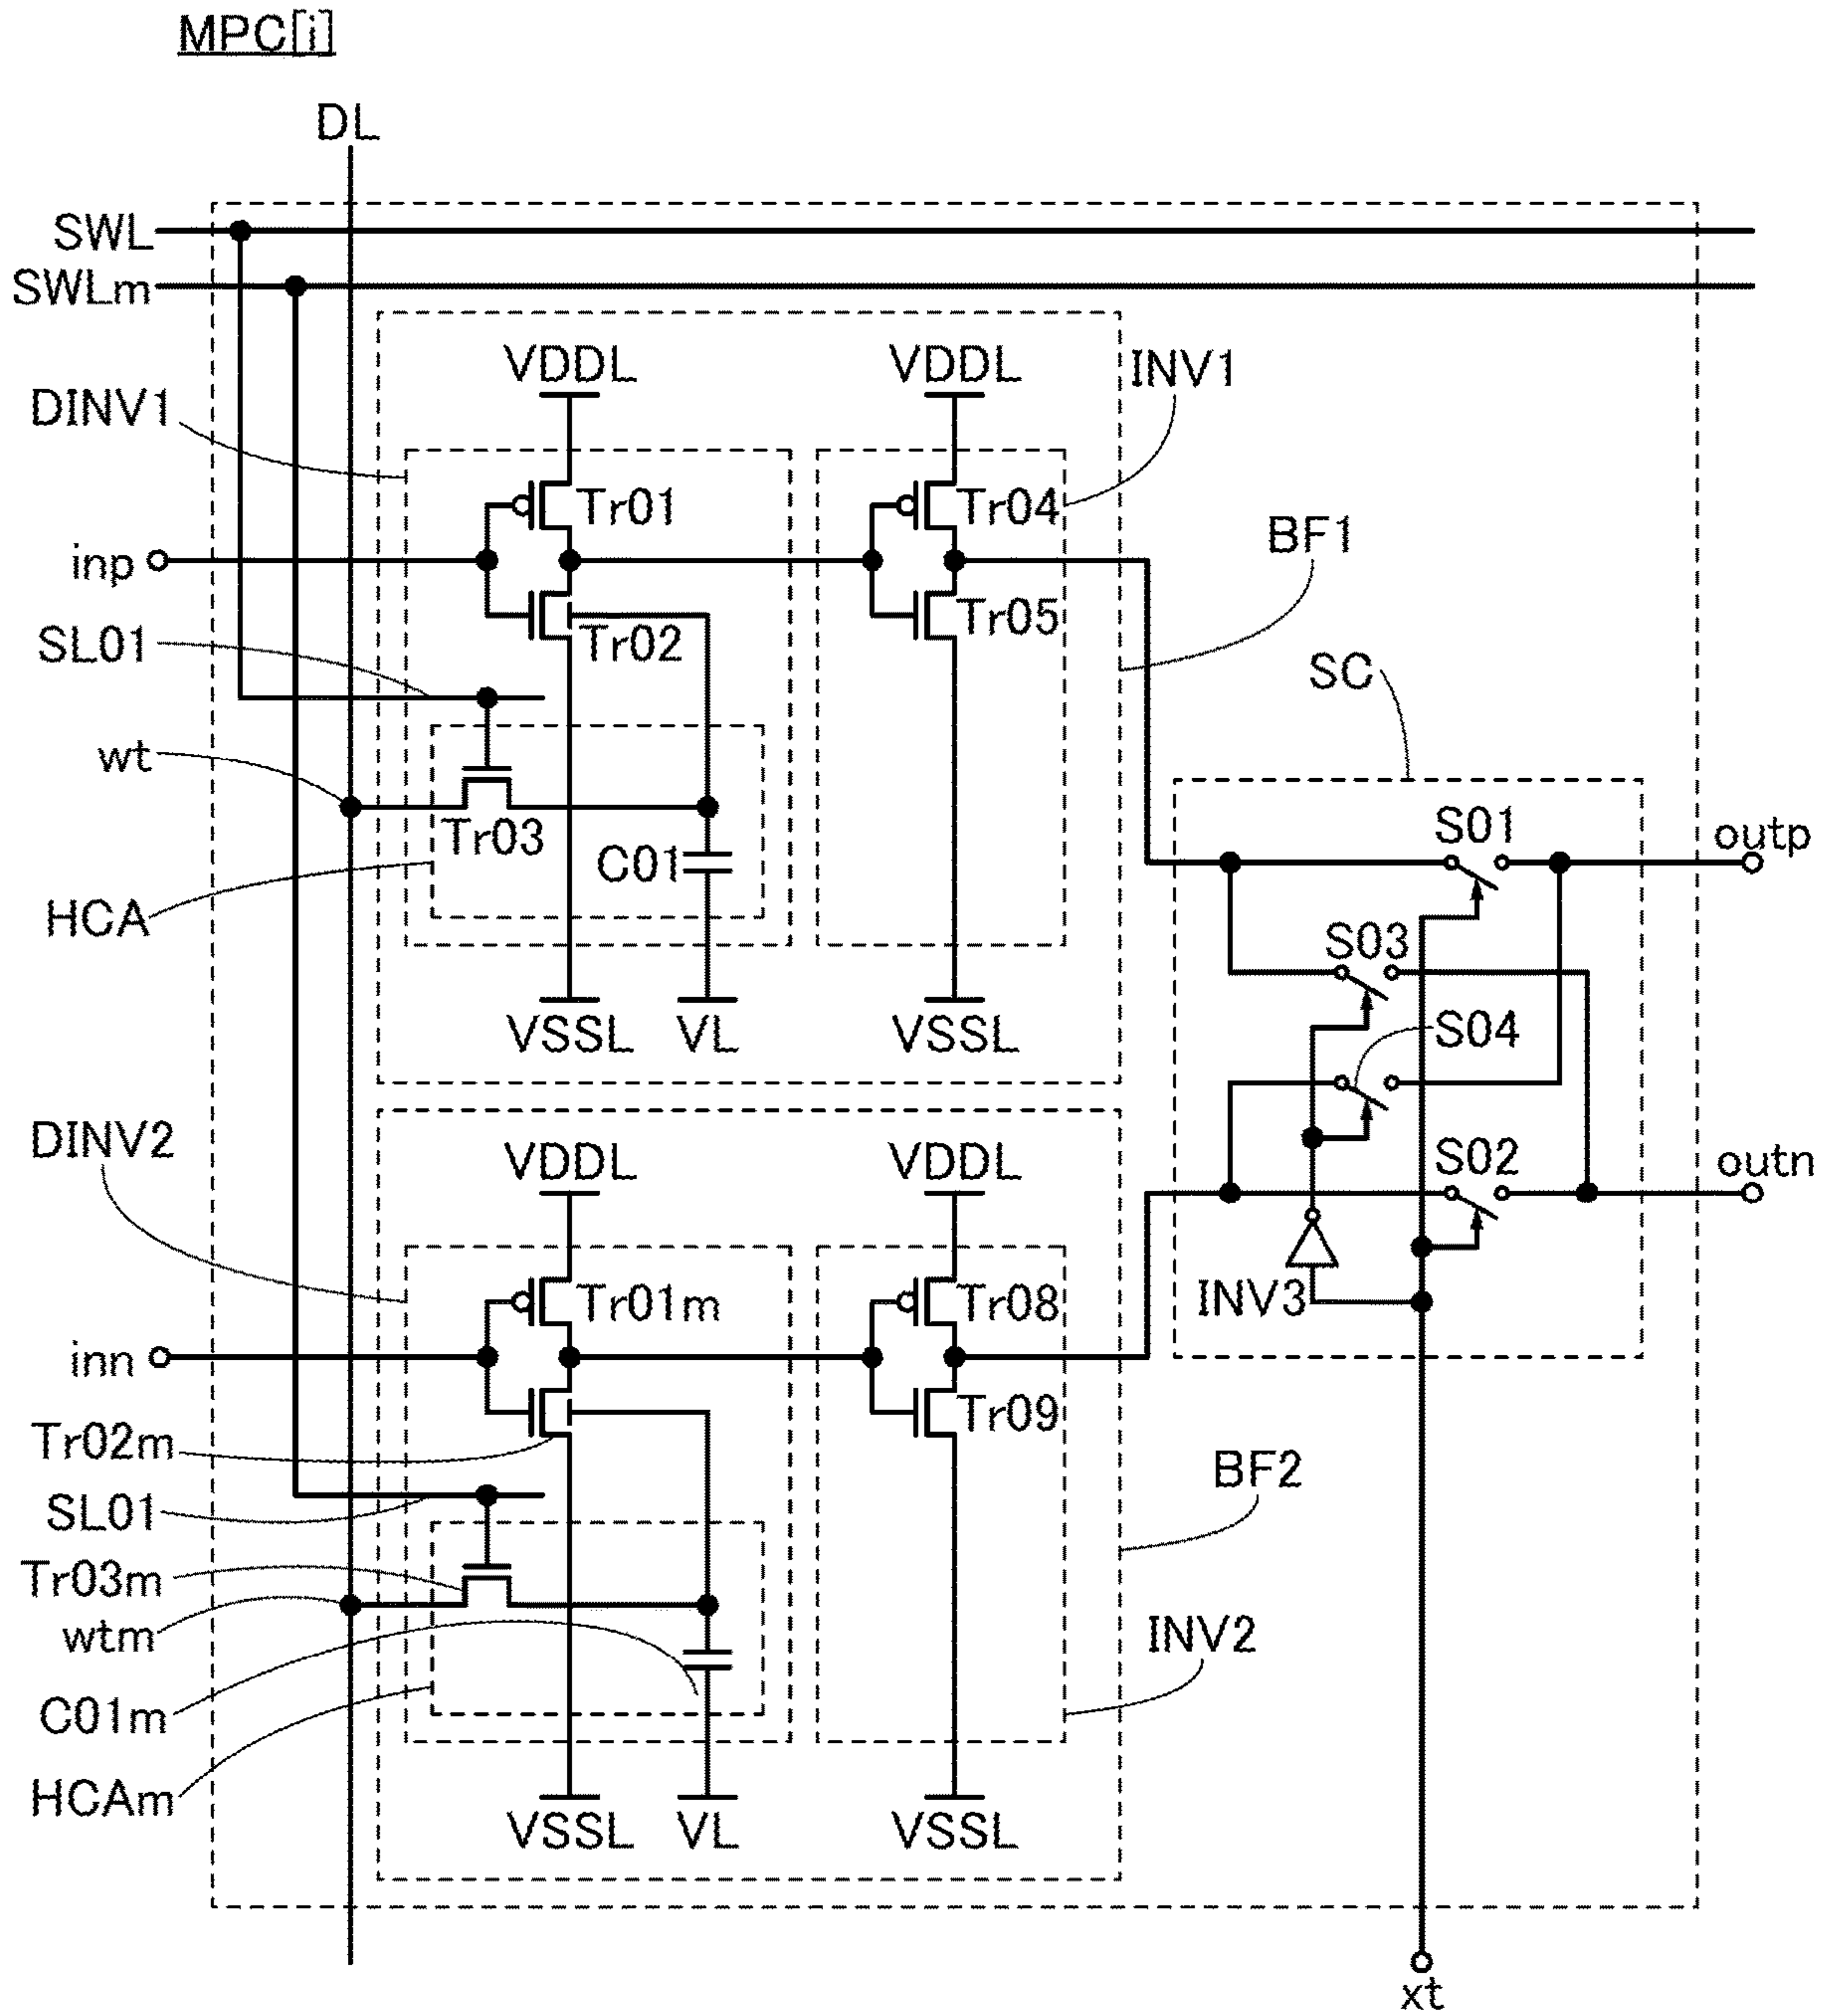 MPC[i]
DL
SWL
SWLm
VDDL
VDDL
INV1
DINV1
Tr01
Tr04
BF1
inp
Tr05
SL01
Tr02
SC
wt
S01
outp
Tr03
C01
HCA
S03
VSSL
VL
VSSL
S04
DINV2
VDDL
VDDL
S02
outn
INV3
Tr01m
Tr08
inn
Tr09
Tr02m
BF2
SL01
Tr03m
wtm
INV2
C01m
HCAm
VSSL
VL
VSSL
xt